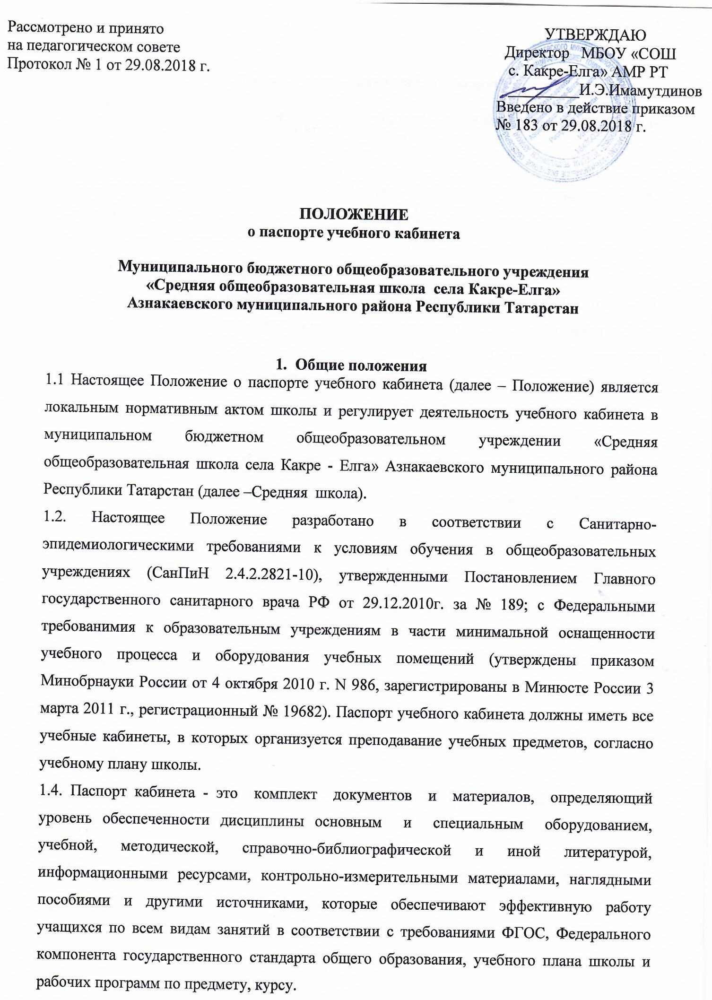 Рассмотрено и принято
на педагогическом совете
Протокол № 1 от 29.08.2018 г.
УТВЕРЖДАЮ
Директор МБОУ «СОШ
с. Какре-Елга» АМР РТ
__________И.Э.Имамутдинов
Введено в действие приказом
№ 183 от 29.08.2018 г.
ПОЛОЖЕНИЕ
о паспорте учебного кабинета
Муниципального бюджетного общеобразовательного учреждения
«Средняя общеобразовательная школа села Какре-Елга»
Азнакаевского муниципального района Республики Татарстан
1. Общие положения
1.1 Настоящее Положение о паспорте учебного кабинета (далее – Положение) является
локальным нормативным актом школы и регулирует деятельность учебного кабинета в
муниципальном бюджетном общеобразовательном учреждении «Средняя
общеобразовательная школа села Какре - Елга» Азнакаевского муниципального района
Республики Татарстан (далее –Средняя школа).
1.2. Настоящее Положение разработано в соответствии с Санитарно-
эпидемиологическими требованиями к условиям обучения в общеобразовательных
учреждениях (СанПиН 2.4.2.2821-10), утвержденными Постановлением Главного
государственного санитарного врача РФ от 29.12.2010г. за № 189; с Федеральными
требованимия к образовательным учреждениям в части минимальной оснащенности
учебного процесса и оборудования учебных помещений (утверждены приказом
Минобрнауки России от 4 октября 2010 г. N 986, зарегистрированы в Минюсте России 3
марта 2011 г., регистрационный № 19682). Паспорт учебного кабинета должны иметь все
учебные кабинеты, в которых организуется преподавание учебных предметов, согласно
учебному плану школы.
1.4. Паспорт кабинета - это комплект документов и материалов, определяющий
уровень обеспеченности дисциплины основным и специальным оборудованием,
учебной, методической, справочно-библиографической и иной литературой,
информационными ресурсами, контрольно-измерительными материалами, наглядными
пособиями и другими источниками, которые обеспечивают эффективную работу
учащихся по всем видам занятий в соответствии с требованиями ФГОС, Федерального
компонента государственного стандарта общего образования, учебного плана школы и
рабочих программ по предмету, курсу.